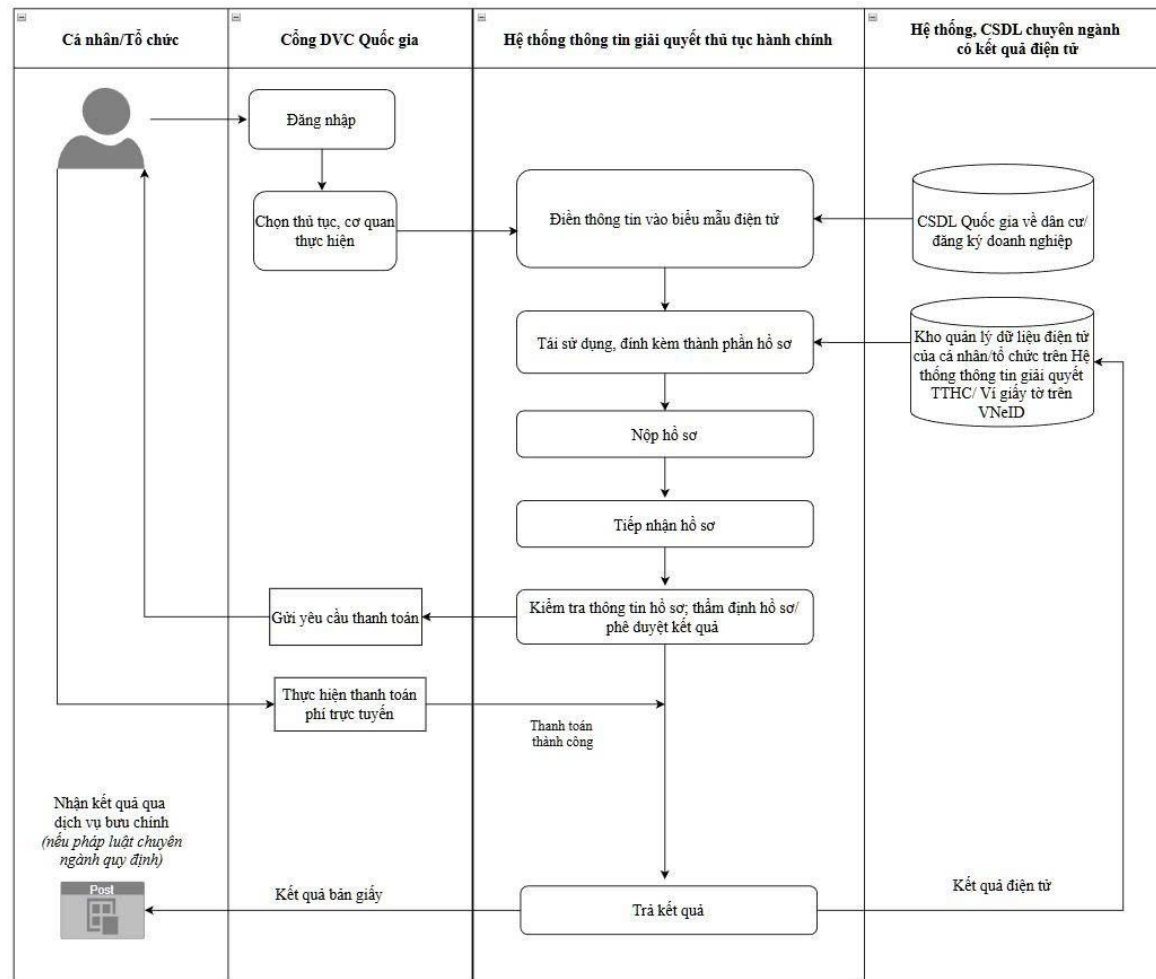 Cá nhân/Tổ chức
Cổng DVC Quốc gia
Hệ thống thông tin giải quyết thủ tục hành chính
Hệ thống, CSDL chuyên ngành
có kết quả điện tử
Đăng nhập
Chọn thủ tục, cơ quan
thực hiện
Điền thông tin vào biểu mẫu điện tử
CSDL Quốc gia về dân cư/
đăng ký doanh nghiệp
Tái sử dụng, đính kèm thành phần hồ sơ
Kho quản lý dữ liệu điện tử
của cá nhân/tổ chức trên Hệ
thống thông tin giải quyết
TTHC/ Ví giấy tờ trên
VNeID
Nộp hồ sơ
Tiếp nhận hồ sơ
Kiểm tra thông tin hồ sơ; thẩm định hồ sơ/
phê duyệt kết quả
Gửi yêu cầu thanh toán
Thực hiện thanh toán
phí trực tuyến
Thanh toán
thành công
Nhận kết quả qua
dịch vụ bưu chính
(nếu pháp luật chuyên
ngành quy định)
Post
Kết quả bản giấy
Trả kết quả
Kết quả điện tử